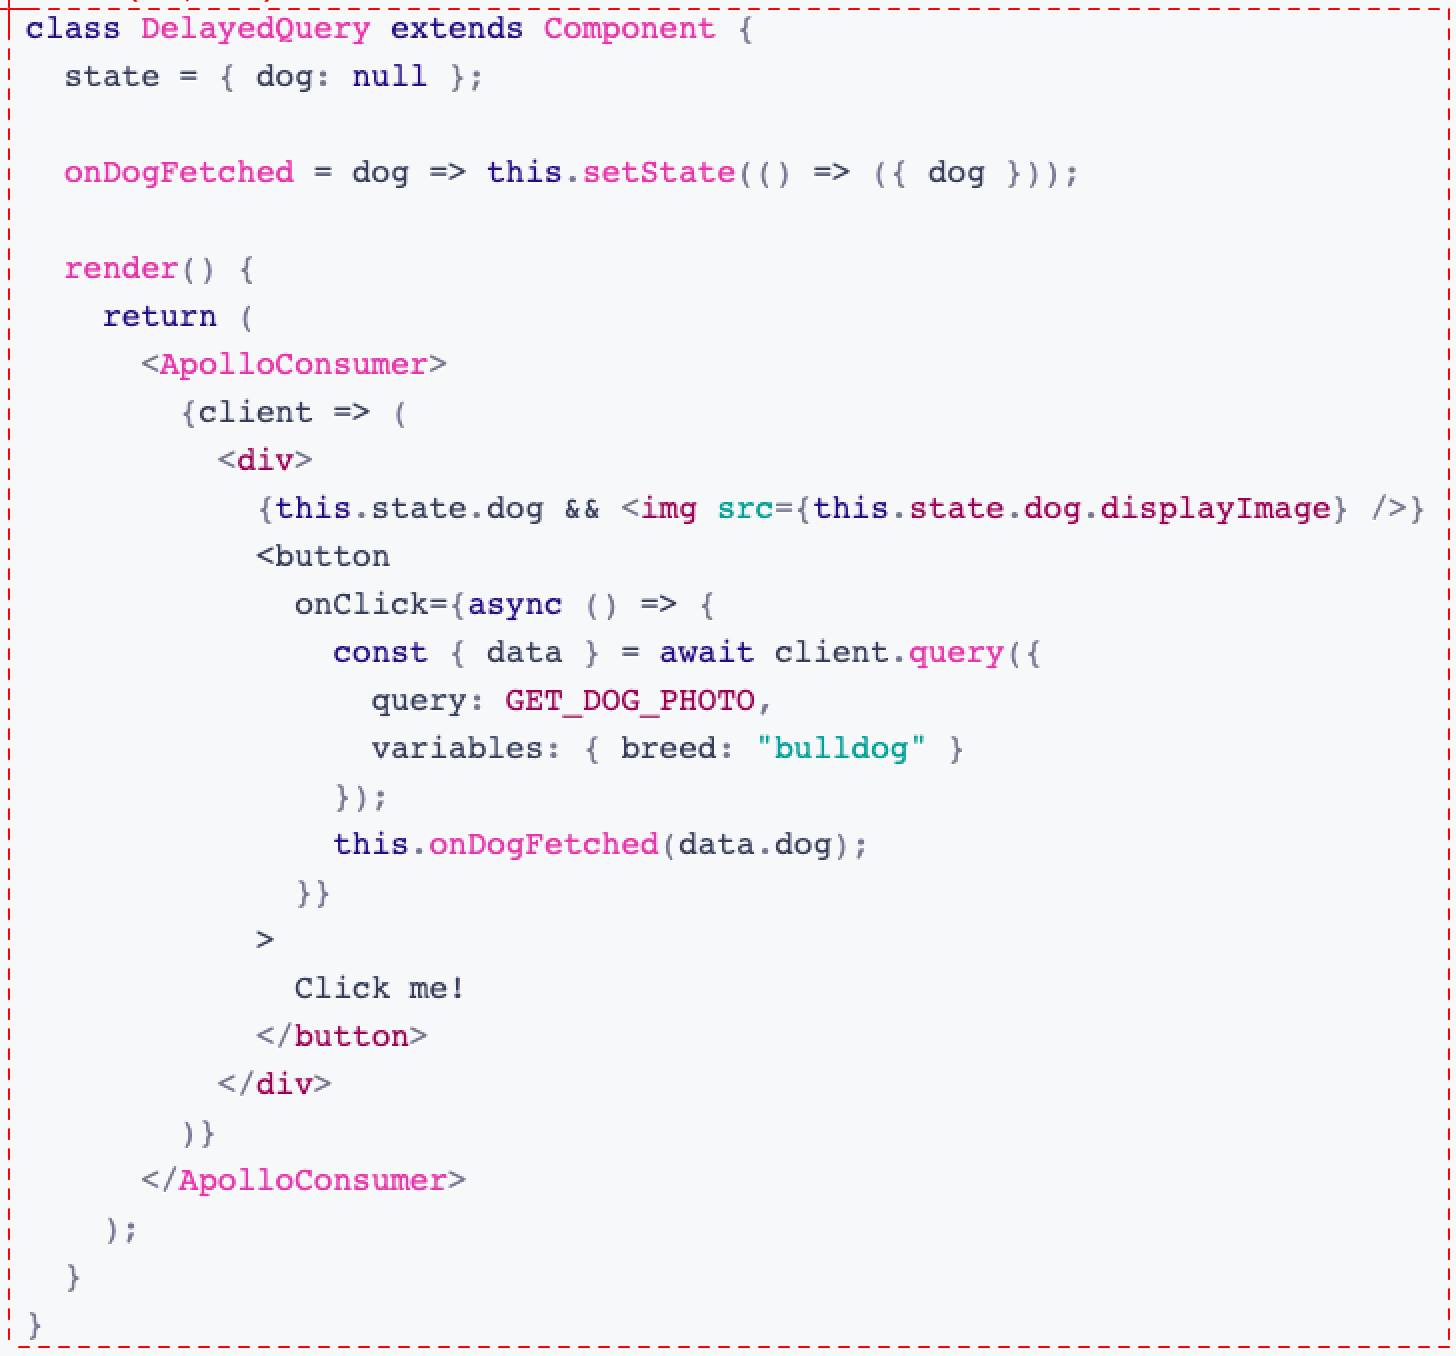 class DelayedQuery extends Component {
  state = { dog: null };

  onDogFetched = dog => this.setState(() => ({ dog }));

  render() {
    return (
      <ApolloConsumer>
        {client => (
          <div>
            {this.state.dog && <img src={this.state.dog.displayImage} />}
            <button
              onClick={async () => {
                const { data } = await client.query({
                  query: GET_DOG_PHOTO,
                  variables: { breed: "bulldog" }
                });
                this.onDogFetched(data.dog);
              }}
            >
              Click me!
            </button>
          </div>
        )}
      </ApolloConsumer>
    );
  }
}